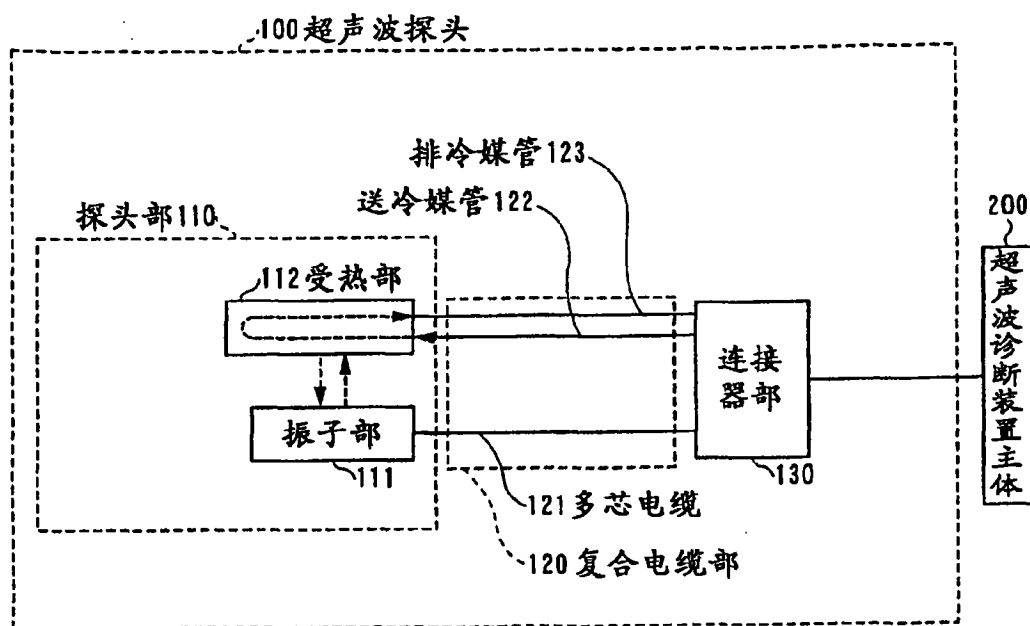 100超声波探头
排冷媒管123
送冷媒管122
探头部110
200
112受热部
超声波诊断装置主体
连接
器部
振子部
111
130
121多芯电缆
120复合电缆部